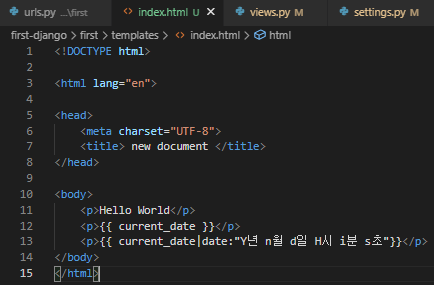 urls.py ...\first
index.html U
views.py M
settings.py M
first-django > first > templates > index.html > html
1 <!DOCTYPE html>
2
3 <html lang="en">
4
5 <head>
6 <meta charset="UTF-8">
7 <title> new document </title>
8 </head>
9
10 <body>
11 <p>Hello World</p>
12 <p>{{ current_date }}</p>
13 <p>{{ current_date|date:"Y년 n월 d일 H시 i분 s초"}}</p>
14 </body>
15 </html>